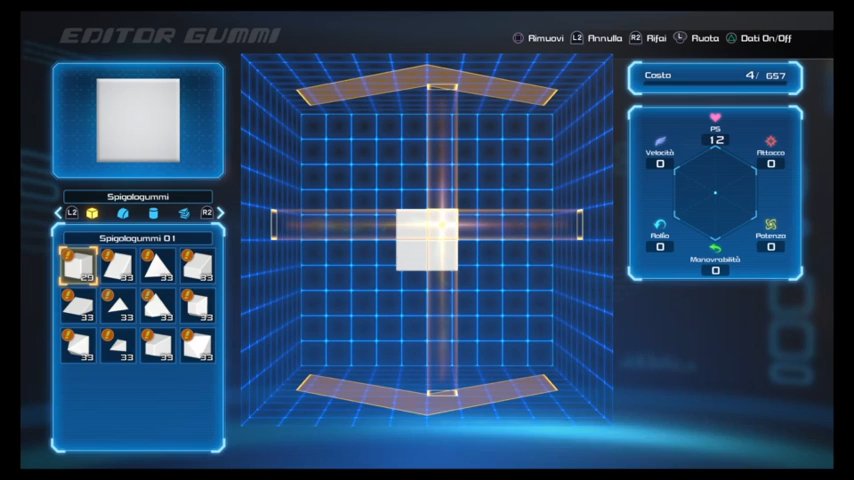 EDITOR GUMMI
Rimuovi L2 Annulla R2 Rifai L Ruota Dati On/Off
Costo 4/ 657
PS
12
Velocità
0
Attacco
0
Rollio
0
Potenza
0
Manovrabilità
0
Spigologummi
L2 R2
Spigologummi 01
29 33 33 33
33 33 33 33
33 33 33 33